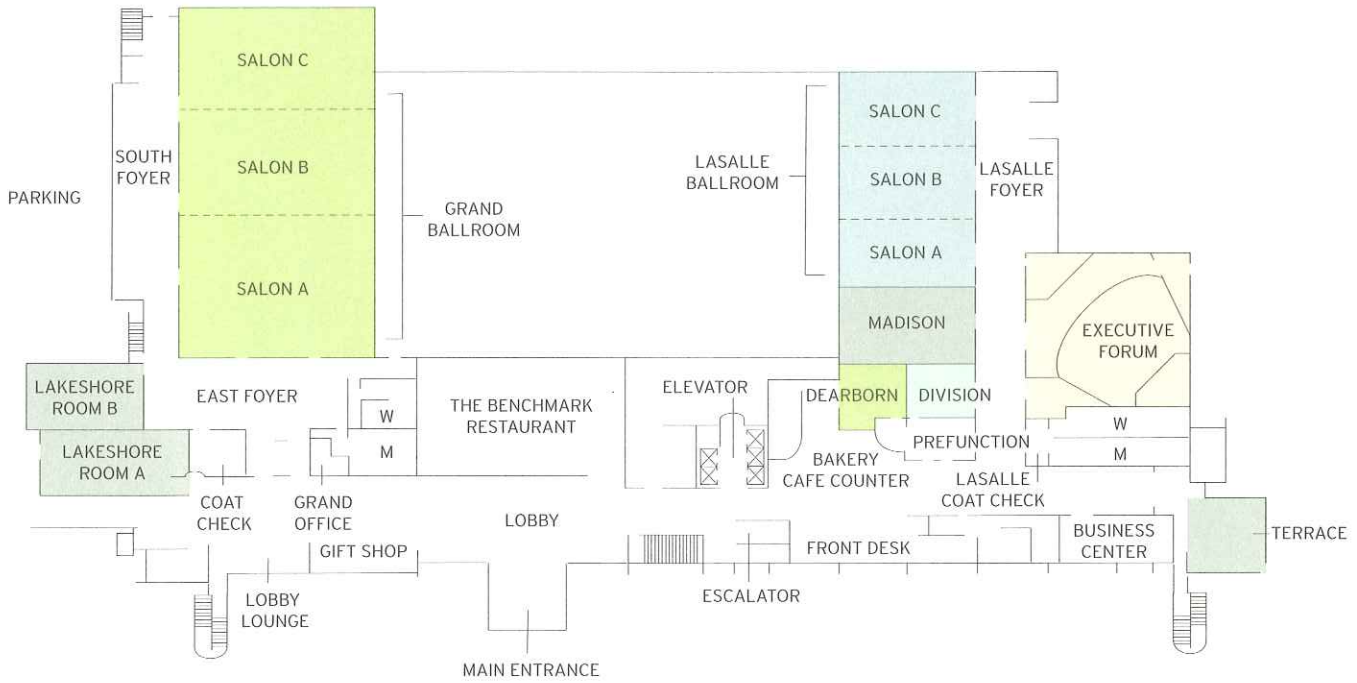 SALON C
SALON B
SALON A
SOUTH
FOYER
PARKING
GRAND
BALLROOM
LASALLE
BALLROOM
SALON C
SALON B
SALON A
LASALLE
FOYER
MADISON
EXECUTIVE
FORUM
LAKESHORE
ROOM B
EAST FOYER
W
M
THE BENCHMARK
RESTAURANT
ELEVATOR
DEARBORN
DIVISION
W
M
LAKESHORE
ROOM A
PREFUNCTION
BAKERY
CAFE COUNTER
LASALLE
COAT CHECK
COAT
CHECK
GRAND
OFFICE
LOBBY
GIFT SHOP
FRONT DESK
BUSINESS
CENTER
TERRACE
LOBBY
LOUNGE
ESCALATOR
MAIN ENTRANCE